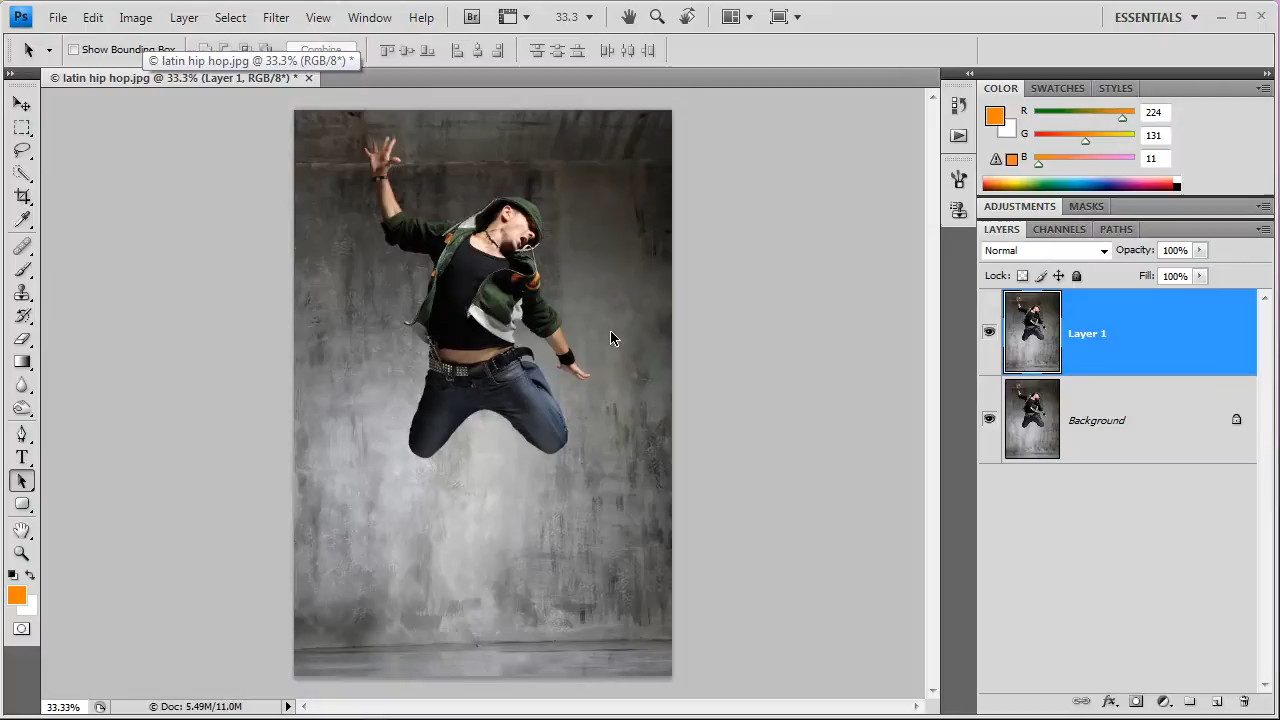 Ps File Edit Image Layer Select Filter View Window Help Br 33.3 ESSENTIALS
Show Bounding Box Combine
© latin hip hop.jpg @ 33.3% (RGB/8*) *
© latin hip hop.jpg @ 33.3% (Layer 1, RGB/8*) * ×
COLOR SWATCHES STYLES
R 224
G 131
B 11
ADJUSTMENTS MASKS
LAYERS CHANNELS PATHS
Normal Opacity: 100%
Lock: Fill: 100%
Layer 1
Background
T
fx
33.33% © Doc: 5.49M/11.0M